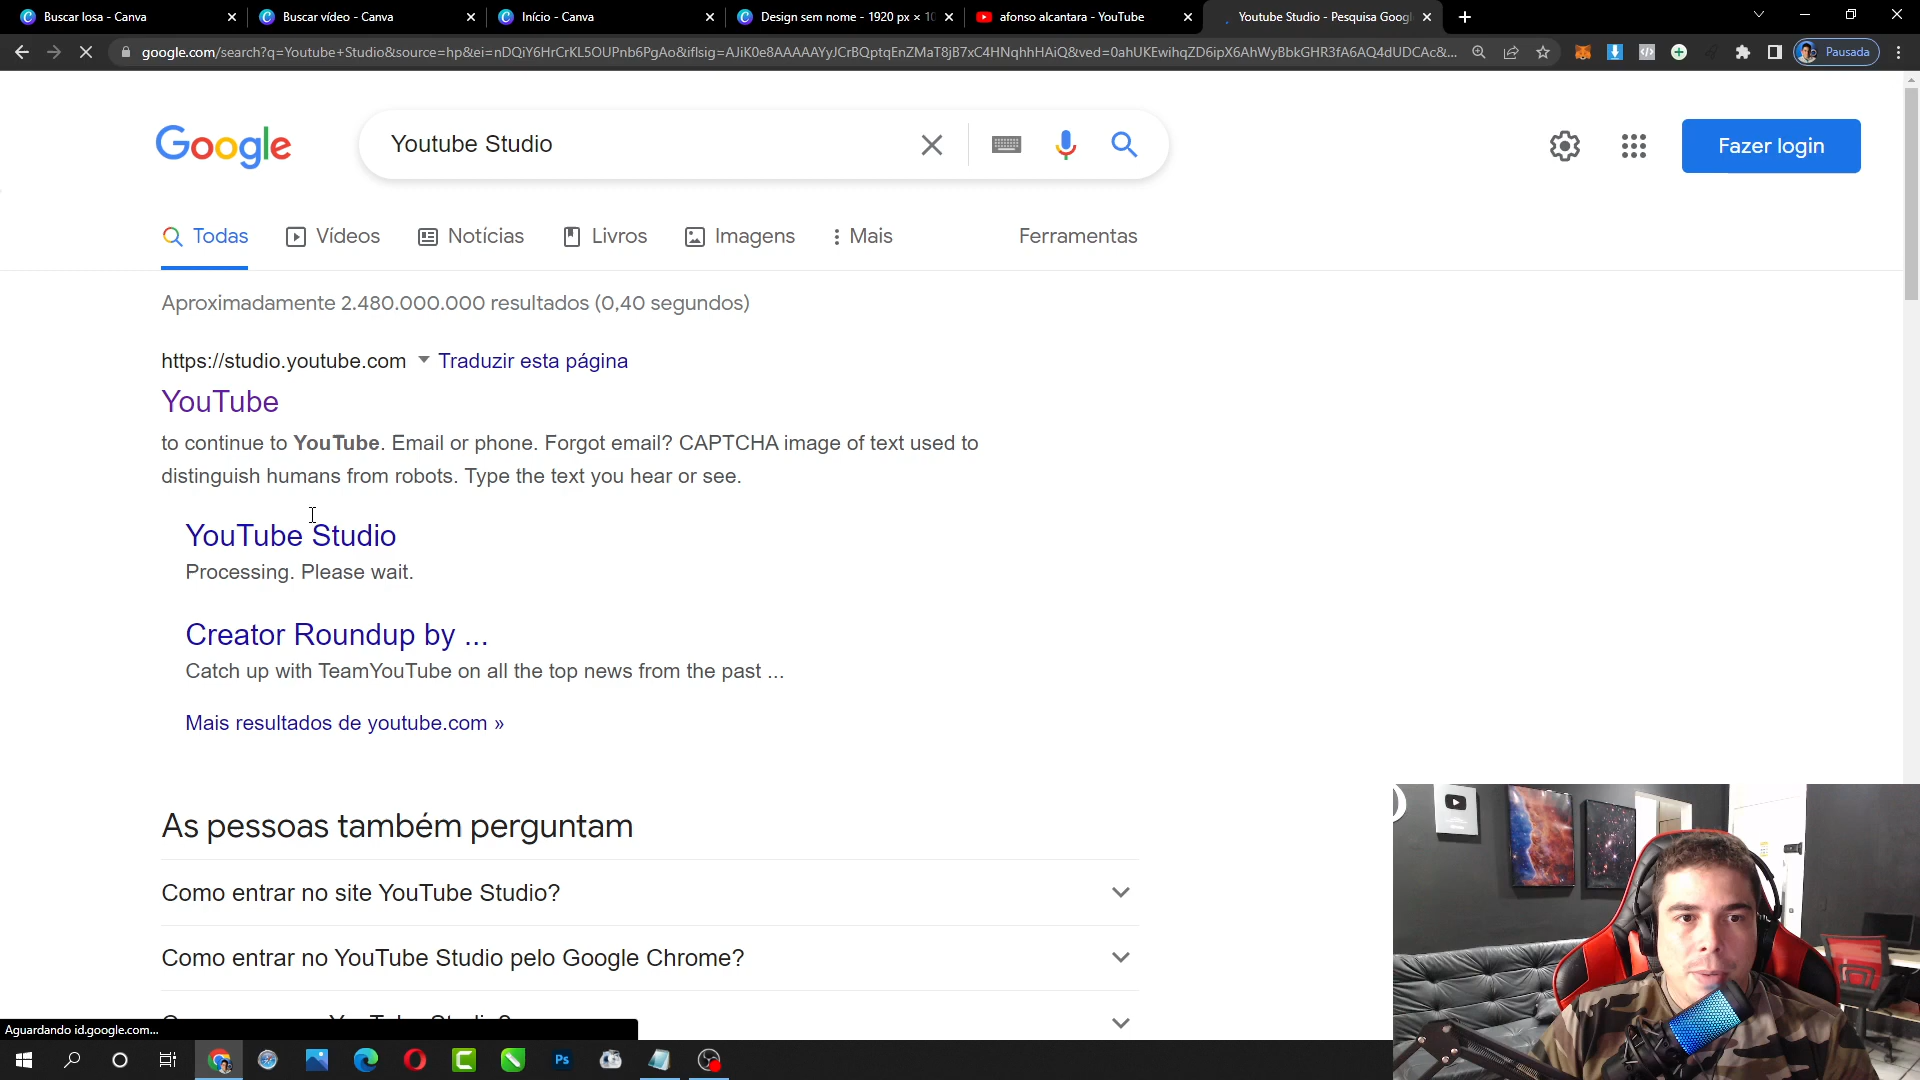 Buscar losa - Canva
Buscar vídeo - Canva
Início - Canva
Design sem nome - 1920 px × 10
afonso alcantara - YouTube
Youtube Studio - Pesquisa Googl
google.com/search?q=Youtube+Studio&source=hp&ei=nDQiY6HrCrKL5OUPnb6PgAo&iflsig=AJiK0e8AAAAAYyJCrBQptqEnZMaT8jB7xC4HNqhhHAiQ&ved=0ahUKEwihqZD6ipX6AhWyBbkGHR3fA6AQ4dUDCAc&...
Pausada
Google
Youtube Studio
Fazer login
Todas
Vídeos
Notícias
Livros
Imagens
Mais
Ferramentas
Aproximadamente 2.480.000.000 resultados (0,40 segundos)
https://studio.youtube.com Traduzir esta página
YouTube
to continue to YouTube. Email or phone. Forgot email? CAPTCHA image of text used to
distinguish humans from robots. Type the text you hear or see.
YouTube Studio
Processing. Please wait.
Creator Roundup by ...
Catch up with TeamYouTube on all the top news from the past ...
Mais resultados de youtube.com »
As pessoas também perguntam
Como entrar no site YouTube Studio?
Como entrar no YouTube Studio pelo Google Chrome?
Aguardando id.google.com...
Ps